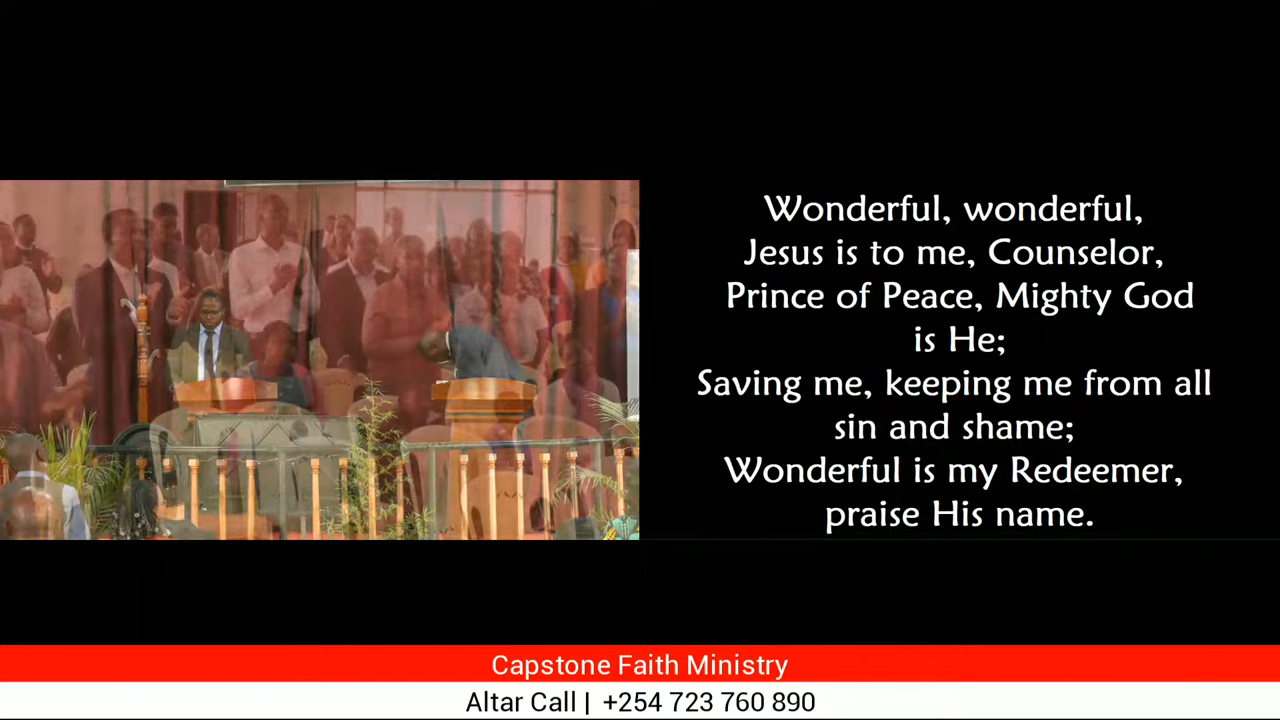 Wonderful, wonderful,
Jesus is to me, Counselor,
Prince of Peace, Mighty God
is He;
Saving me, keeping me from all
sin and shame;
Wonderful is my Redeemer,
praise His name.
Capstone Faith Ministry
Altar Call | +254 723 760 890